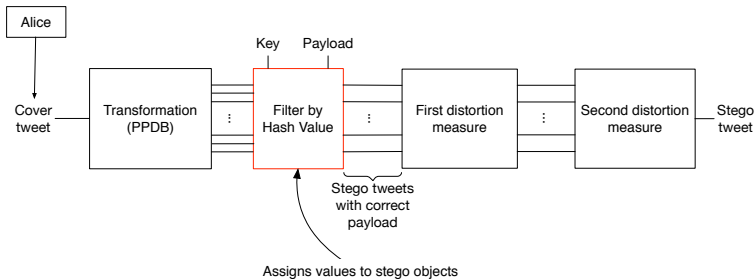 Alice
Key
Payload
Cover
tweet
Transformation
(PPDB)
⋮
Filter by
Hash Value
⋮
First distortion
measure
⋮
Second distortion
measure
Stego
tweet
Stego tweets
with correct
payload
Assigns values to stego objects